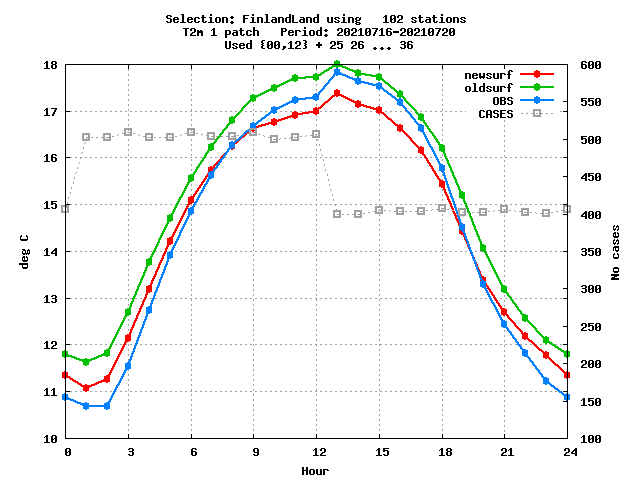 Selection: FinlandLand using 102 stations
T2m 1 patch Period: 20210716-20210720
Used {00,12} + 25 26 ... 36
newsurf
oldsurf
OBS
CASES
18
17
16
15
14
13
12
11
10
600
550
500
450
400
350
300
250
200
150
100
deg C
No cases
0 3 6 9 12 15 18 21 24
Hour